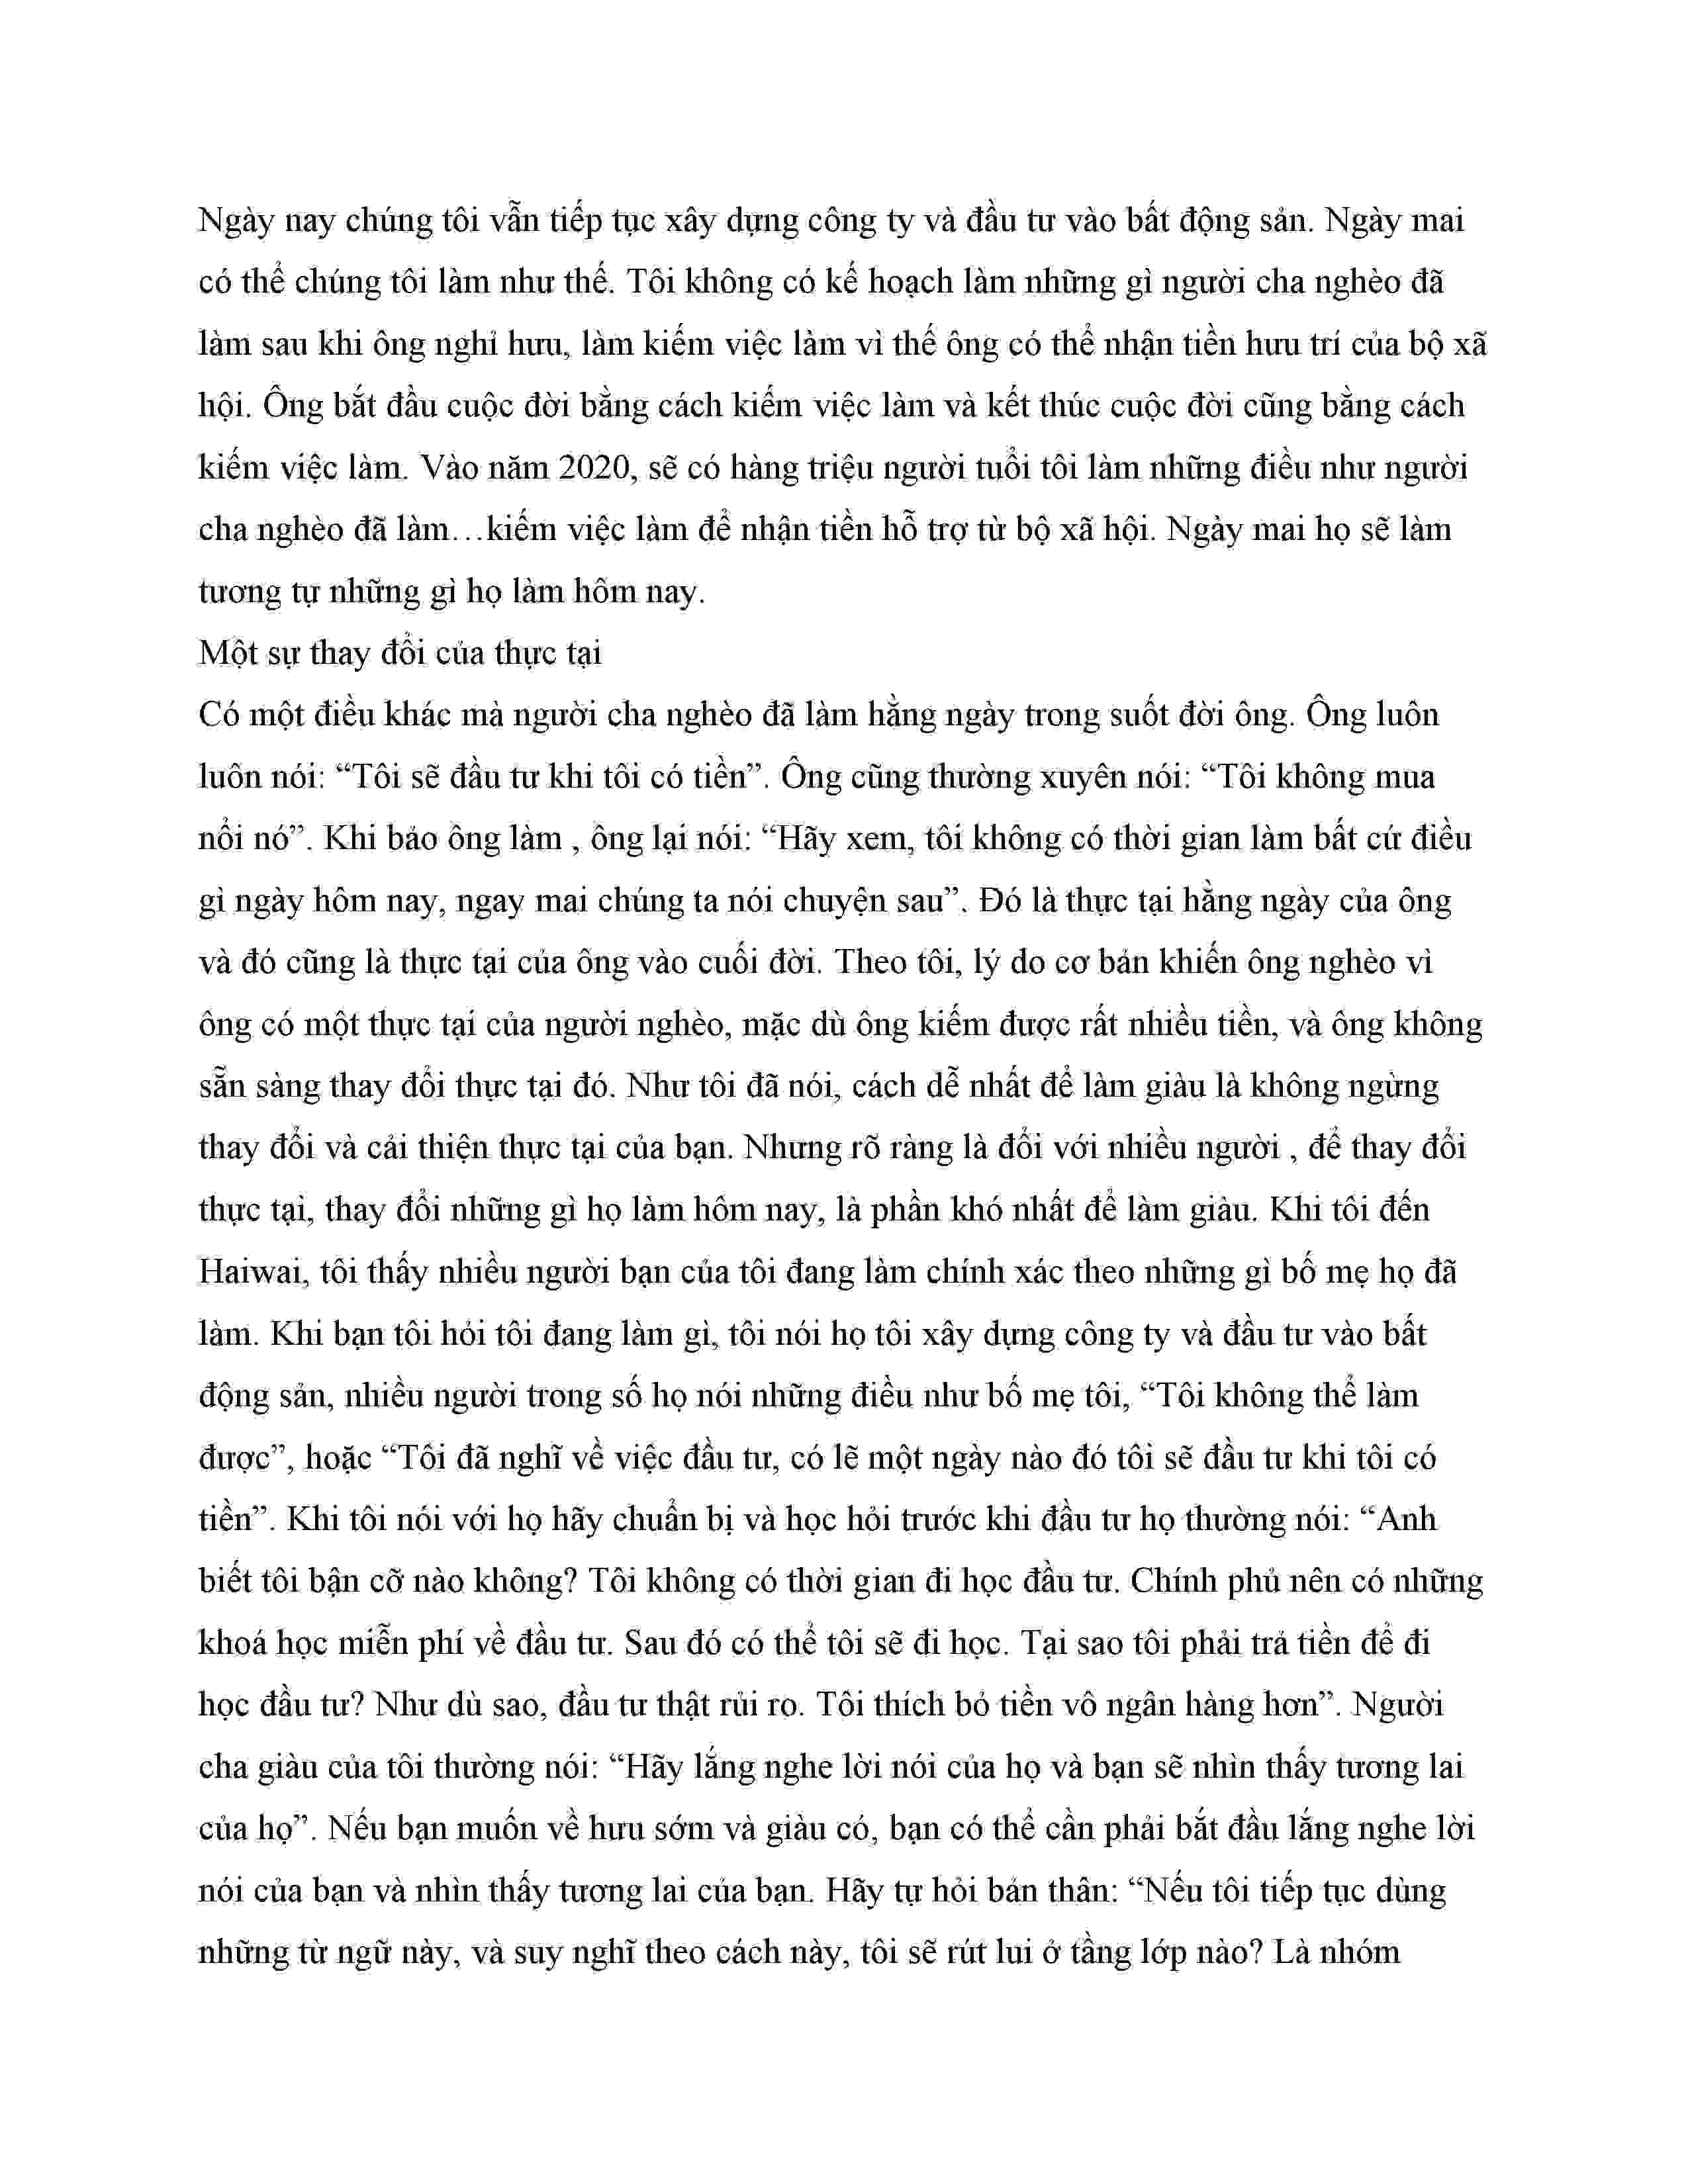 Ngày nay chúng tôi vẫn tiếp tục xây dựng công ty và đầu tư vào bất động sản. Ngày mai
có thể chúng tôi làm như thế. Tôi không có kế hoạch làm những gì người cha nghèo đã
làm sau khi ông nghỉ hưu, làm kiếm việc làm vì thế ông có thể nhận tiền hưu trí của bộ xã
hội. Ông bắt đầu cuộc đời bằng cách kiếm việc làm và kết thúc cuộc đời cũng bằng cách
kiếm việc làm. Vào năm 2020, sẽ có hàng triệu người tuổi tôi làm những điều như người
cha nghèo đã làm…kiếm việc làm để nhận tiền hỗ trợ từ bộ xã hội. Ngày mai họ sẽ làm
tương tự những gì họ làm hôm nay.
Một sự thay đổi của thực tại
Có một điều khác mà người cha nghèo đã làm hằng ngày trong suốt đời ông. Ông luôn
luôn nói: “Tôi sẽ đầu tư khi tôi có tiền”. Ông cũng thường xuyên nói: “Tôi không mua
nổi nó”. Khi bảo ông làm , ông lại nói: “Hãy xem, tôi không có thời gian làm bất cứ điều
gì ngày hôm nay, ngay mai chúng ta nói chuyện sau”. Đó là thực tại hằng ngày của ông
và đó cũng là thực tại của ông vào cuối đời. Theo tôi, lý do cơ bản khiến ông nghèo vì
ông có một thực tại của người nghèo, mặc dù ông kiếm được rất nhiều tiền, và ông không
sẵn sàng thay đổi thực tại đó. Như tôi đã nói, cách dễ nhất để làm giàu là không ngừng
thay đổi và cải thiện thực tại của bạn. Nhưng rõ ràng là đổi với nhiều người , để thay đổi
thực tại, thay đổi những gì họ làm hôm nay, là phần khó nhất để làm giàu. Khi tôi đến
Haiwai, tôi thấy nhiều người bạn của tôi đang làm chính xác theo những gì bố mẹ họ đã
làm. Khi bạn tôi hỏi tôi đang làm gì, tôi nói họ tôi xây dựng công ty và đầu tư vào bất
động sản, nhiều người trong số họ nói những điều như bố mẹ tôi, “Tôi không thể làm
được”, hoặc “Tôi đã nghĩ về việc đầu tư, có lẽ một ngày nào đó tôi sẽ đầu tư khi tôi có
tiền”. Khi tôi nói với họ hãy chuẩn bị và học hỏi trước khi đầu tư họ thường nói: “Anh
biết tôi bận cỡ nào không? Tôi không có thời gian đi học đầu tư. Chính phủ nên có những
khoá học miễn phí về đầu tư. Sau đó có thể tôi sẽ đi học. Tại sao tôi phải trả tiền để đi
học đầu tư? Như dù sao, đầu tư thật rủi ro. Tôi thích bỏ tiền vô ngân hàng hơn”. Người
cha giàu của tôi thường nói: “Hãy lắng nghe lời nói của họ và bạn sẽ nhìn thấy tương lai
của họ”. Nếu bạn muốn về hưu sớm và giàu có, bạn có thể cần phải bắt đầu lắng nghe lời
nói của bạn và nhìn thấy tương lai của bạn. Hãy tự hỏi bản thân: “Nếu tôi tiếp tục dùng
những từ ngữ này, và suy nghĩ theo cách này, tôi sẽ rút lui ở tầng lớp nào? Là nhóm